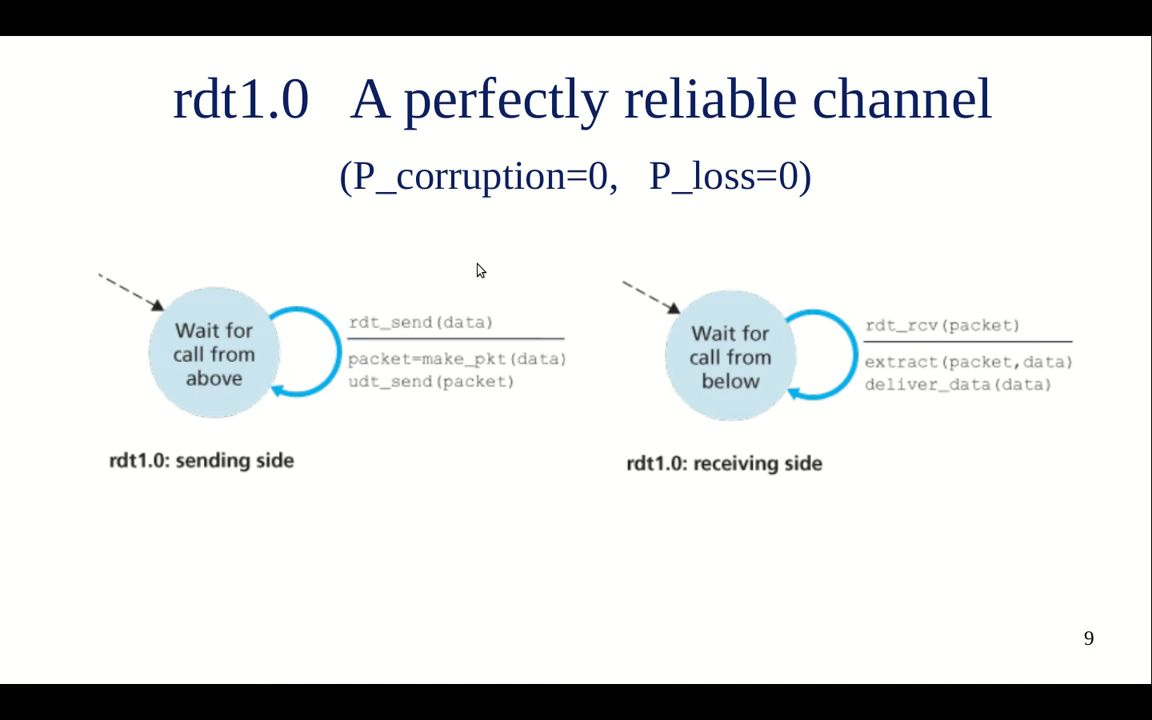 rdt1.0 A perfectly reliable channel
(P_corruption=0, P_loss=0)
Wait for
call from
above
rdt_send(data)
packet=make_pkt(data)
udt_send(packet)
rdt1.0: sending side
Wait for
call from
below
rdt_rcv(packet)
extract(packet,data)
deliver_data(data)
rdt1.0: receiving side
9